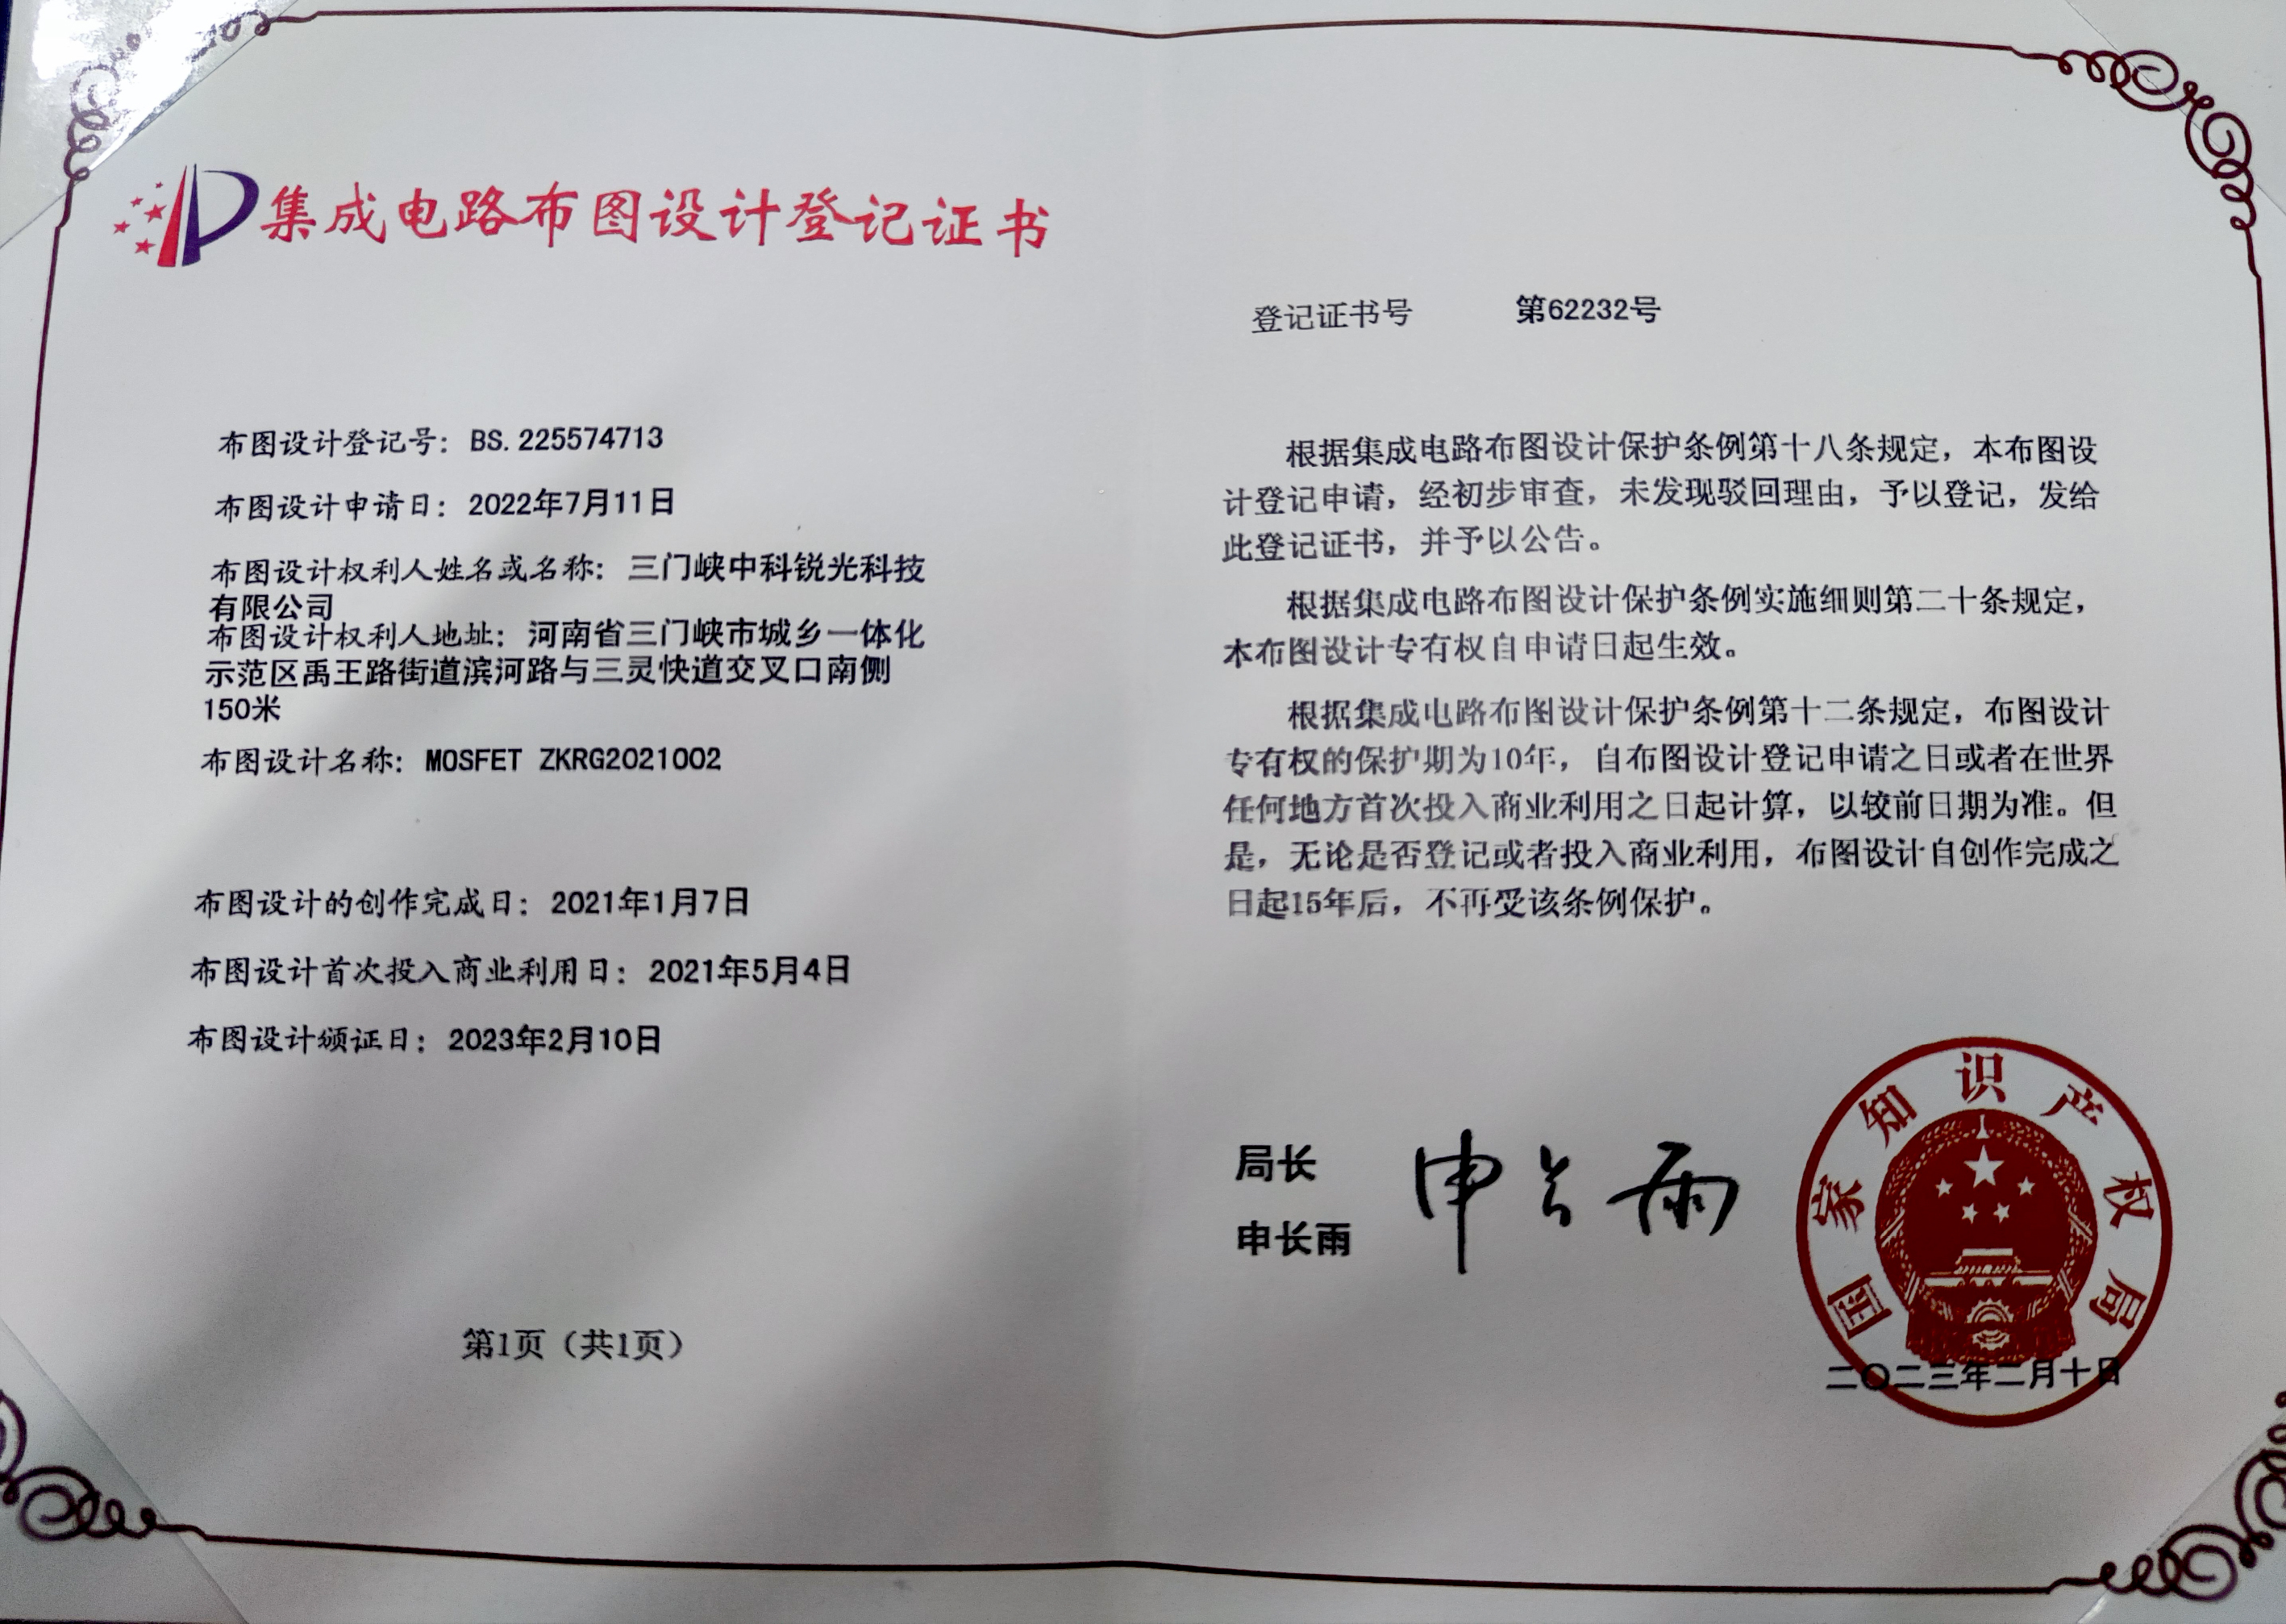 集成电路布图设计登记证书
布图设计登记号：BS. 225574713
布图设计申请日：2022年7月11日
布图设计权利人姓名或名称：三门峡中科锐光科技
有限公司
布图设计权利人地址：河南省三门峡市城乡一体化
示范区禹王路街道滨河路与三灵快道交叉口南侧
150米
布图设计名称：MOSFET ZKRG2021002
布图设计的创作完成日：2021年1月7日
布图设计首次投入商业利用日：2021年5月4日
布图设计颁证日：2023年2月10日
第1页（共1页）
登记证书号 第62232号
根据集成电路布图设计保护条例第十八条规定，本布图设
计登记申请，经初步审查，未发现驳回理由，予以登记，发给
此登记证书，并予以公告。
根据集成电路布图设计保护条例实施细则第二十条规定，
本布图设计专有权自申请日起生效。
根据集成电路布图设计保护条例第十二条规定，布图设计
专有权的保护期为10年，自布图设计登记申请之日或者在世界
任何地方首次投入商业利用之日起计算，以较前日期为准。但
是，无论是否登记或者投入商业利用，布图设计自创作完成之
日起15年后，不再受该条例保护。
局长
申长雨
申长雨
国家知识产权局
二〇二三年二月十日